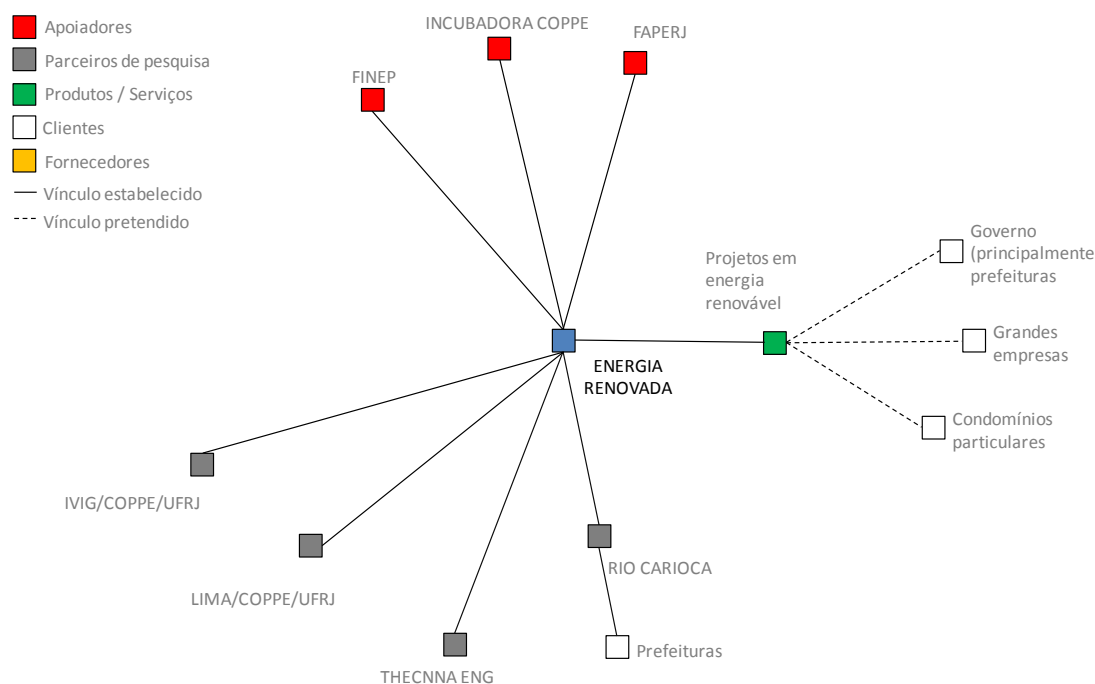 Apoiadores
Parceiros de pesquisa
Produtos / Serviços
Clientes
Fornecedores
Vínculo estabelecido
Vínculo pretendido
INCUBADORA COPPE
FAPERJ
FINEP
Governo
(principalmente
prefeituras
Projetos em
energia
renovável
Grandes
empresas
ENERGIA
RENOVADA
Condomínios
particulares
IVIG/COPPE/UFRJ
RIO CARIOCA
LIMA/COPPE/UFRJ
Prefeituras
THECNNA ENG